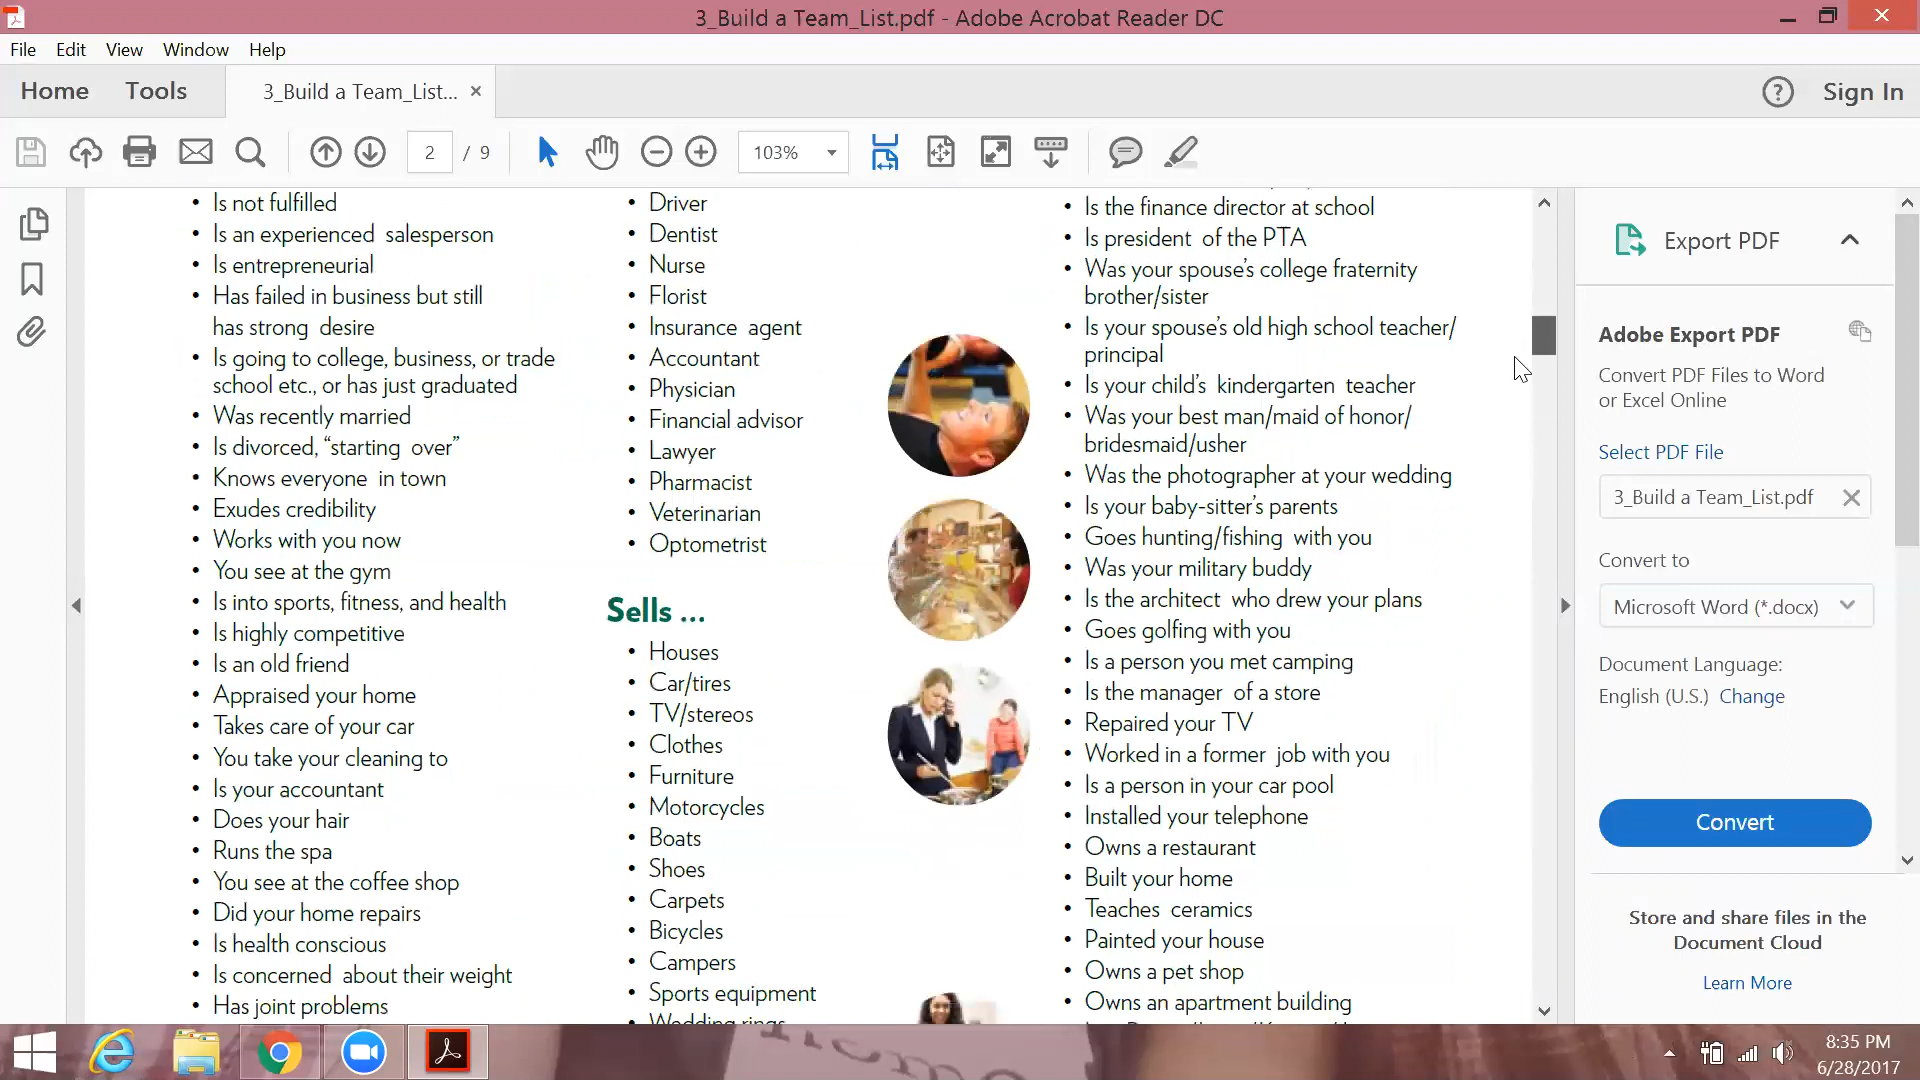 3_Build a Team_List.pdf - Adobe Acrobat Reader DC
File Edit View Window Help
Home Tools 3_Build a Team_List... × ? Sign In
2 / 9 103%
Is not fulfilled
Is an experienced salesperson
Is entrepreneurial
Has failed in business but still
has strong desire
Is going to college, business, or trade
school etc., or has just graduated
Was recently married
Is divorced, “starting over”
Knows everyone in town
Exudes credibility
Works with you now
You see at the gym
Is into sports, fitness, and health
Is highly competitive
Is an old friend
Appraised your home
Takes care of your car
You take your cleaning to
Is your accountant
Does your hair
Runs the spa
You see at the coffee shop
Did your home repairs
Is health conscious
Is concerned about their weight
Has joint problems
Driver
Dentist
Nurse
Florist
Insurance agent
Accountant
Physician
Financial advisor
Lawyer
Pharmacist
Veterinarian
Optometrist
Sells ...
Houses
Car/tires
TV/stereos
Clothes
Furniture
Motorcycles
Boats
Shoes
Carpets
Bicycles
Campers
Sports equipment
Wedding rings
Is the finance director at school
Is president of the PTA
Was your spouse’s college fraternity
brother/sister
Is your spouse’s old high school teacher/
principal
Is your child’s kindergarten teacher
Was your best man/maid of honor/
bridesmaid/usher
Was the photographer at your wedding
Is your baby-sitter’s parents
Goes hunting/fishing with you
Was your military buddy
Is the architect who drew your plans
Goes golfing with you
Is a person you met camping
Is the manager of a store
Repaired your TV
Worked in a former job with you
Is a person in your car pool
Installed your telephone
Owns a restaurant
Built your home
Teaches ceramics
Painted your house
Owns a pet shop
Owns an apartment building
Export PDF
Adobe Export PDF
Convert PDF Files to Word
or Excel Online
Select PDF File
3_Build a Team_List.pdf
Convert to
Microsoft Word (*.docx)
Document Language:
English (U.S.) Change
Convert
Store and share files in the
Document Cloud
Learn More
8:35 PM
6/28/2017